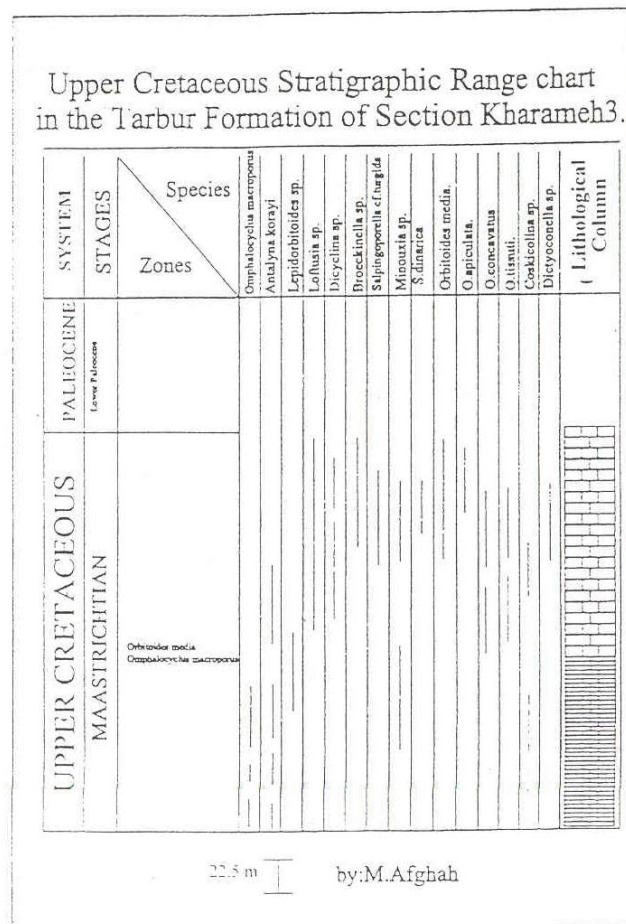 Upper Cretaceous Stratigraphic Range chart
in the Tarbur Formation of Section Kharameh3.
SYSTEM
STAGES
Species
Zones
Omphalocyclus macroporus
Antalyna korayi
Lepidorbitoides sp.
Loftusia sp.
Dicyclina sp.
Broeckinella sp.
Salpingoporella cf.turgida
Minouxia sp.
S.dinarica
Orbitoides media.
O.apiculata.
O.concavatus
O.tissoti.
Coskicolina sp.
Dictyoconella sp.
( Lithological
Column
PALEOCENE
Lower Paleocene
UPPER CRETACEOUS
MAASTRICHTIAN
Orbitoides media
Omphalocyclus macroporus
22.5 m
by:M.Afghah